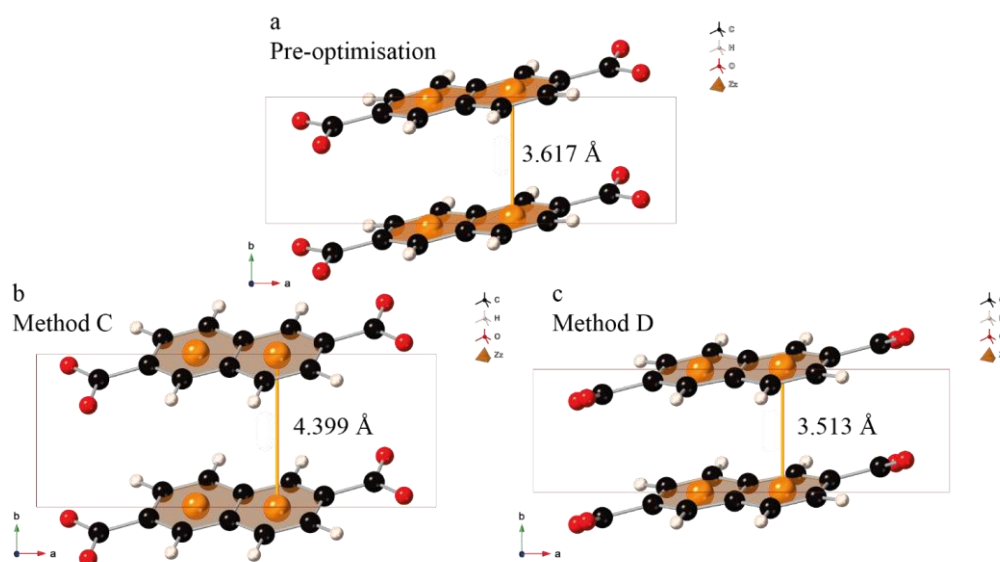 a
Pre-optimisation
C
H
O
Zz
3.617 Å
b
a
b
Method C
C
H
O
Zz
4.399 Å
b
a
c
Method D
3.513 Å
b
a